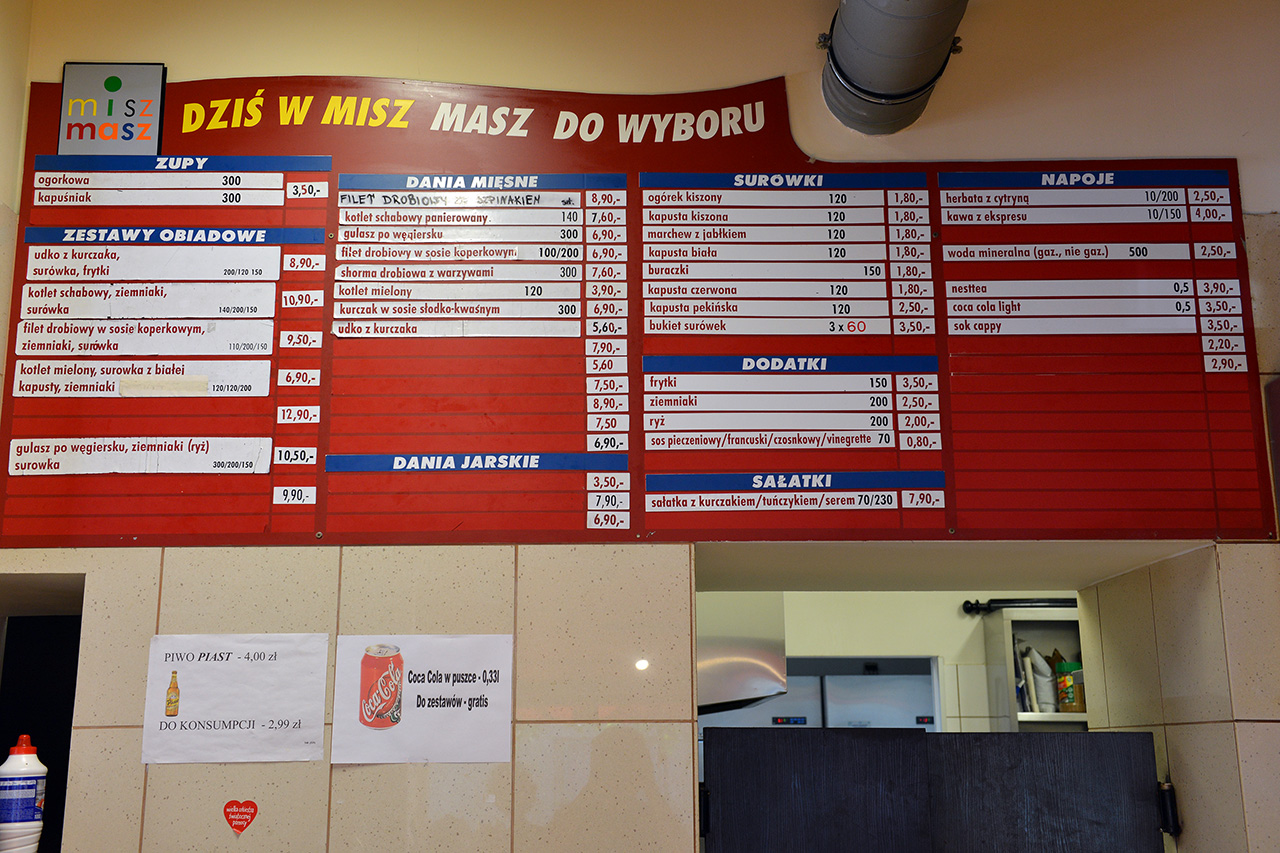 misz
masz
DZIŚ W MISZ MASZ DO WYBORU
ZUPY
ogorkowa 300
kapuśniak 300
3,50,-
ZESTAWY OBIADOWE
udko z kurczaka,
surówka, frytki 200/120 150
8,90,-
kotlet schabowy, ziemniaki,
surówka 140/200/150
10,90,-
filet drobiowy w sosie koperkowym,
ziemniaki, surówka 110/200/150
9,50,-
kotlet mielony, surowka z białej
kapusty, ziemniaki 120/120/200
6,90,-
12,90,-
gulasz po węgiersku, ziemniaki (ryż)
surowka 300/200/150
10,50,-
9,90,-
DANIA MIĘSNE
FILET DROBIOWY ZE SZPINAKIEM szt. 8,90,-
kotlet schabowy panierowany 140 7,60,-
gulasz po węgiersku 300 6,90,-
filet drobiowy w sosie koperkowym 100/200 6,90,-
shorma drobiowa z warzywami 300 7,60,-
kotlet mielony 120 3,90,-
kurczak w sosie słodko-kwaśnym 300 6,90,-
udko z kurczaka 5,60,-
7,90,-
5,60
7,50,-
8,90,-
7,50
6,90,-
DANIA JARSKIE
3,50,-
7,90,-
6,90,-
SURÓWKI
ogórek kiszony 120 1,80,-
kapusta kiszona 120 1,80,-
marchew z jabłkiem 120 1,80,-
kapusta biała 120 1,80,-
buraczki 150 1,80,-
kapusta czerwona 120 1,80,-
kapusta pekińska 120 2,50,-
bukiet surówek 3 x 60 3,50,-
DODATKI
frytki 150 3,50,-
ziemniaki 200 2,50,-
ryż 200 2,00,-
sos pieczeniowy/francuski/czosnkowy/vinegrette 70 0,80,-
SAŁATKI
sałatka z kurczakiem/tuńczykiem/serem 70/230 7,90,-
NAPOJE
herbata z cytryną 10/200 2,50,-
kawa z ekspresu 10/150 4,00,-
woda mineralna (gaz., nie gaz.) 500 2,50,-
nesttea 0,5 3,90,-
coca cola light 0,5 3,50,-
sok cappy 3,50,-
2,20,-
2,90,-
PIWO PIAST - 4,00 zł
DO KONSUMPCJI - 2,99 zł
Coca Cola
Coca Cola w puszce - 0,33l
Do zestawów - gratis
wielka orkiestra
świątecznej
pomocy